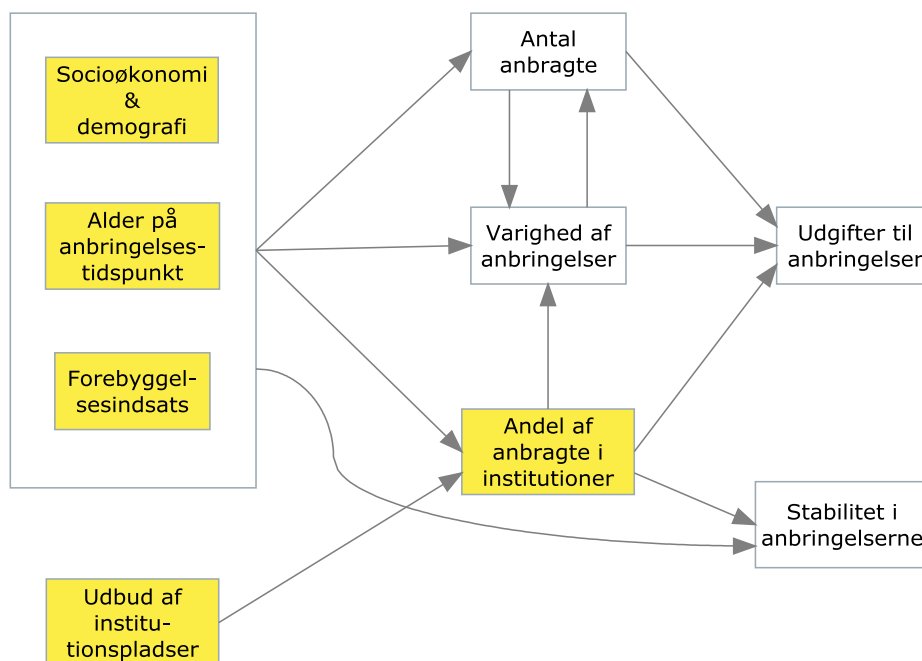 Socioøkonomi
&
demografi
Alder på
anbringelses-
tidspunkt
Forebyggel-
sesindsats
Udbud af
institu-
tionspladser
Antal
anbragte
Varighed af
anbringelser
Andel af
anbragte i
institutioner
Udgifter til
anbringelser
Stabilitet i
anbringelserne